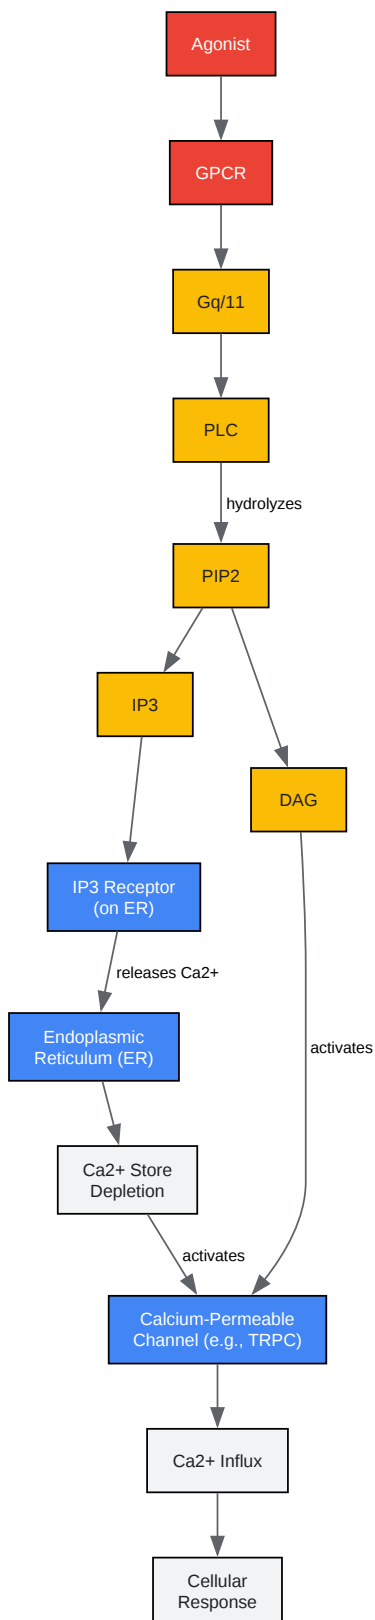 Agonist
GPCR
Gq/11
PLC
hydrolyzes
PIP2
IP3
DAG
IP3 Receptor
(on ER)
releases Ca2+
Endoplasmic
Reticulum (ER)
activates
Ca2+ Store
Depletion
activates
Calcium-Permeable
Channel (e.g., TRPC)
Ca2+ Influx
Cellular
Response